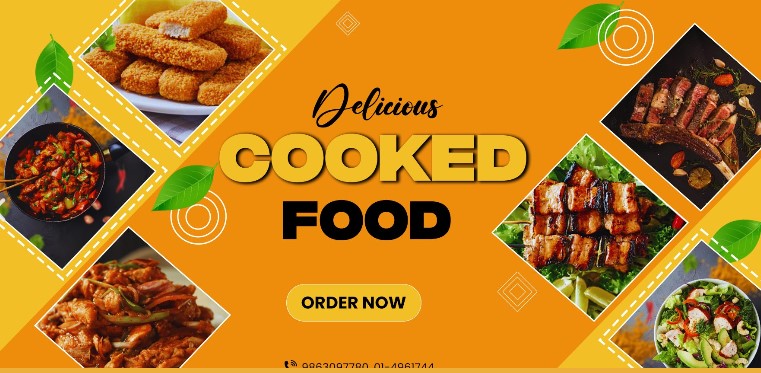 Delicious
COOKED
FOOD
ORDER NOW
9863097780, 01-4961744